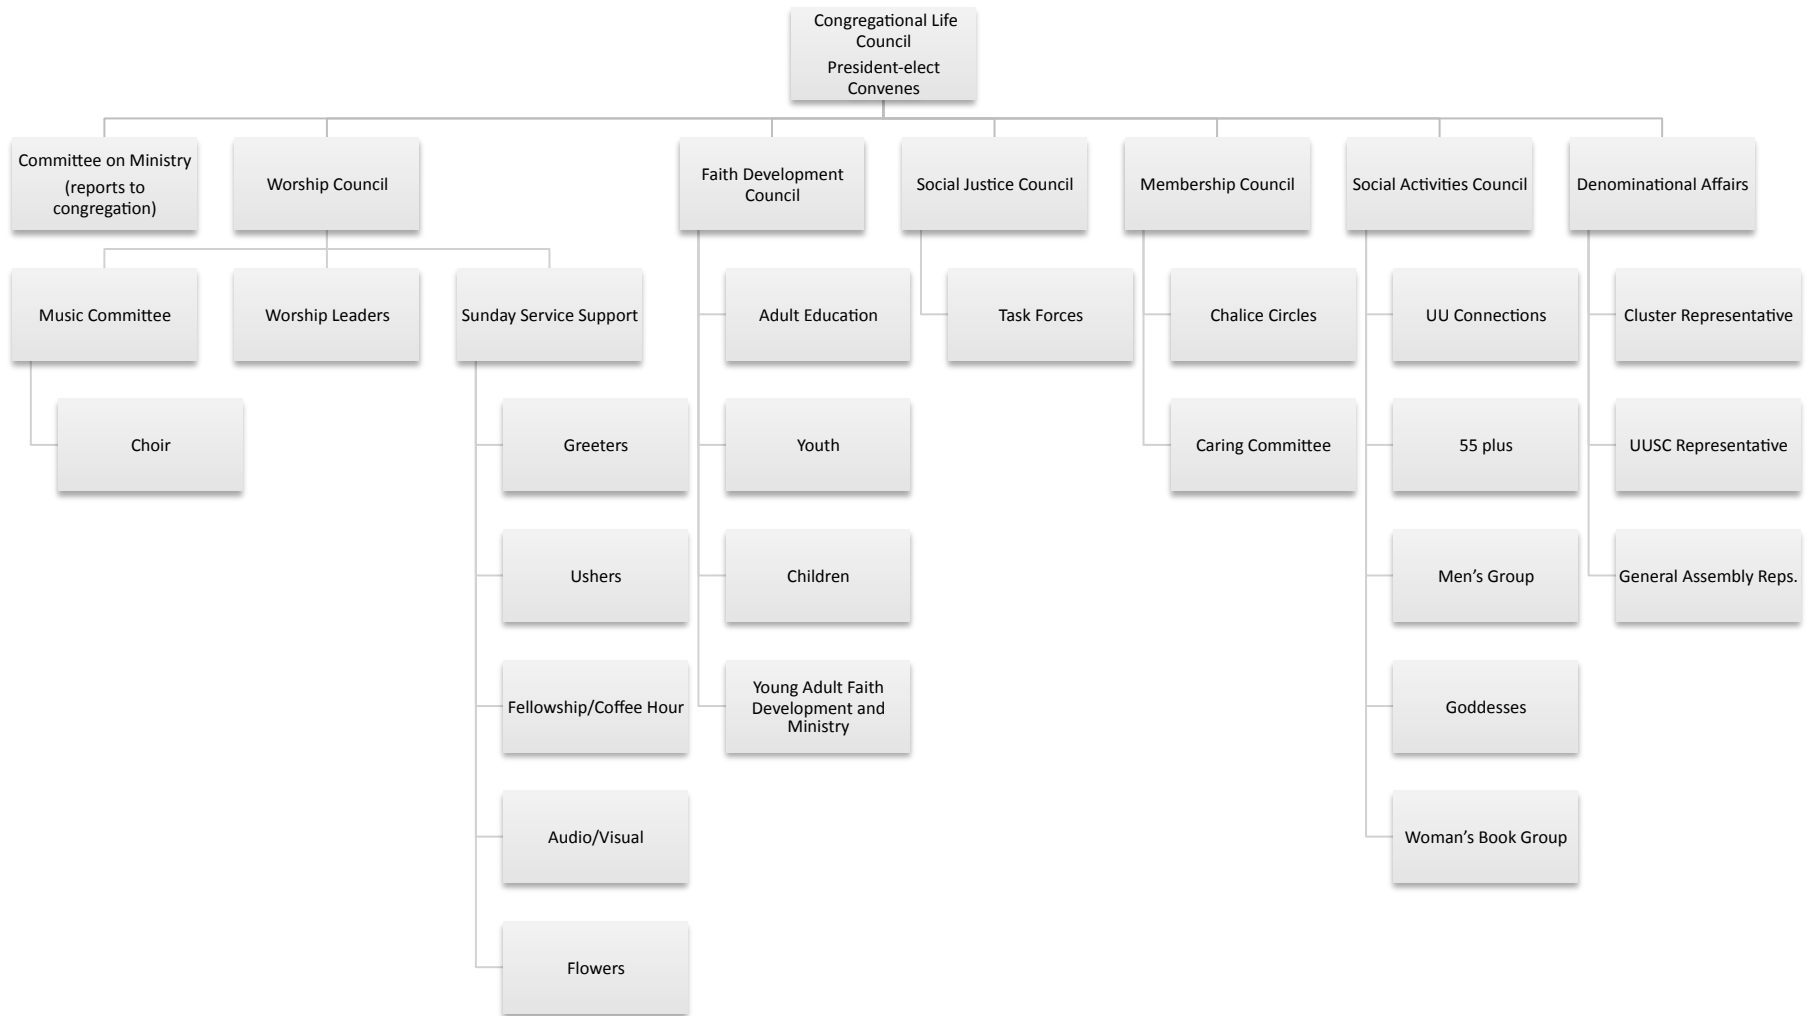 Congregational Life
Council
President-elect
Convenes
Committee on Ministry
(reports to
congregation)
Worship Council
Faith Development
Council
Social Justice Council
Membership Council
Social Activities Council
Denominational Affairs
Music Committee
Worship Leaders
Sunday Service Support
Adult Education
Task Forces
Chalice Circles
UU Connections
Cluster Representative
Choir
Greeters
Youth
Caring Committee
55 plus
UUSC Representative
Ushers
Children
Men’s Group
General Assembly Reps.
Fellowship/Coffee Hour
Young Adult Faith
Development and
Ministry
Goddesses
Audio/Visual
Woman’s Book Group
Flowers